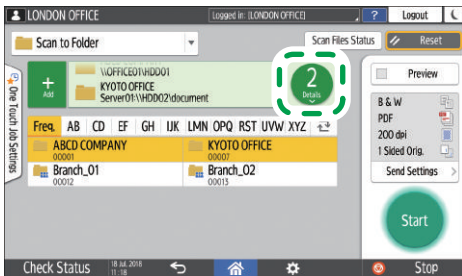 LONDON OFFICE
Logged in: [LONDON OFFICE]
?
Logout
Scan to Folder
Scan Files Status
Reset
One Touch Job Settings
Add
\\OFFICE01\HDD01
KYOTO OFFICE
Server01:\HDD02\document
2
Details
Preview
B & W
PDF
200 dpi
1 Sided Orig.
Send Settings
Freq. AB CD EF GH IJK LMN OPQ RST UVW XYZ
ABCD COMPANY
00001
KYOTO OFFICE
00007
Branch_01
00012
Branch_02
00013
Start
Check Status
18 Jul. 2018
11:18
Stop